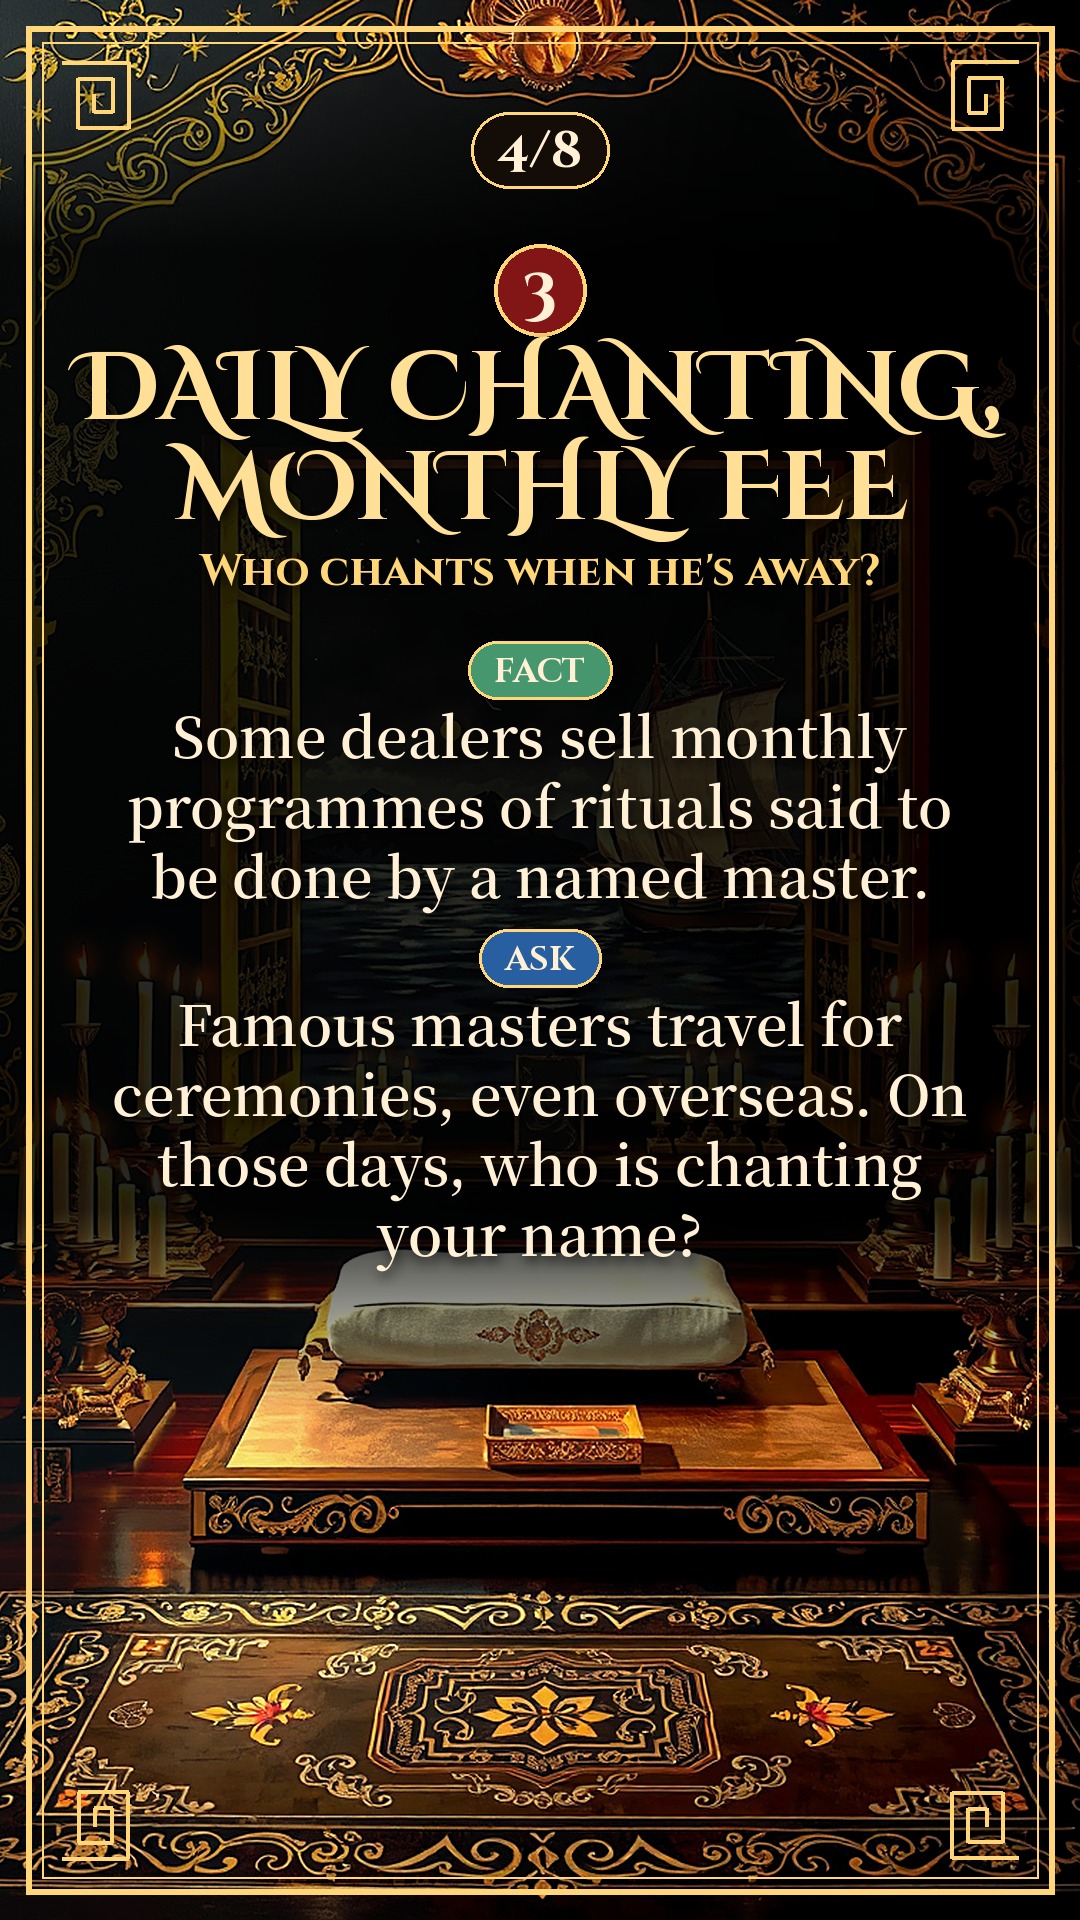 4/8
3
DAILY CHANTING,
MONTHLY FEE
WHO CHANTS WHEN HE'S AWAY?
FACT
Some dealers sell monthly
programmes of rituals said to
be done by a named master.
ASK
Famous masters travel for
ceremonies, even overseas. On
those days, who is chanting
your name?